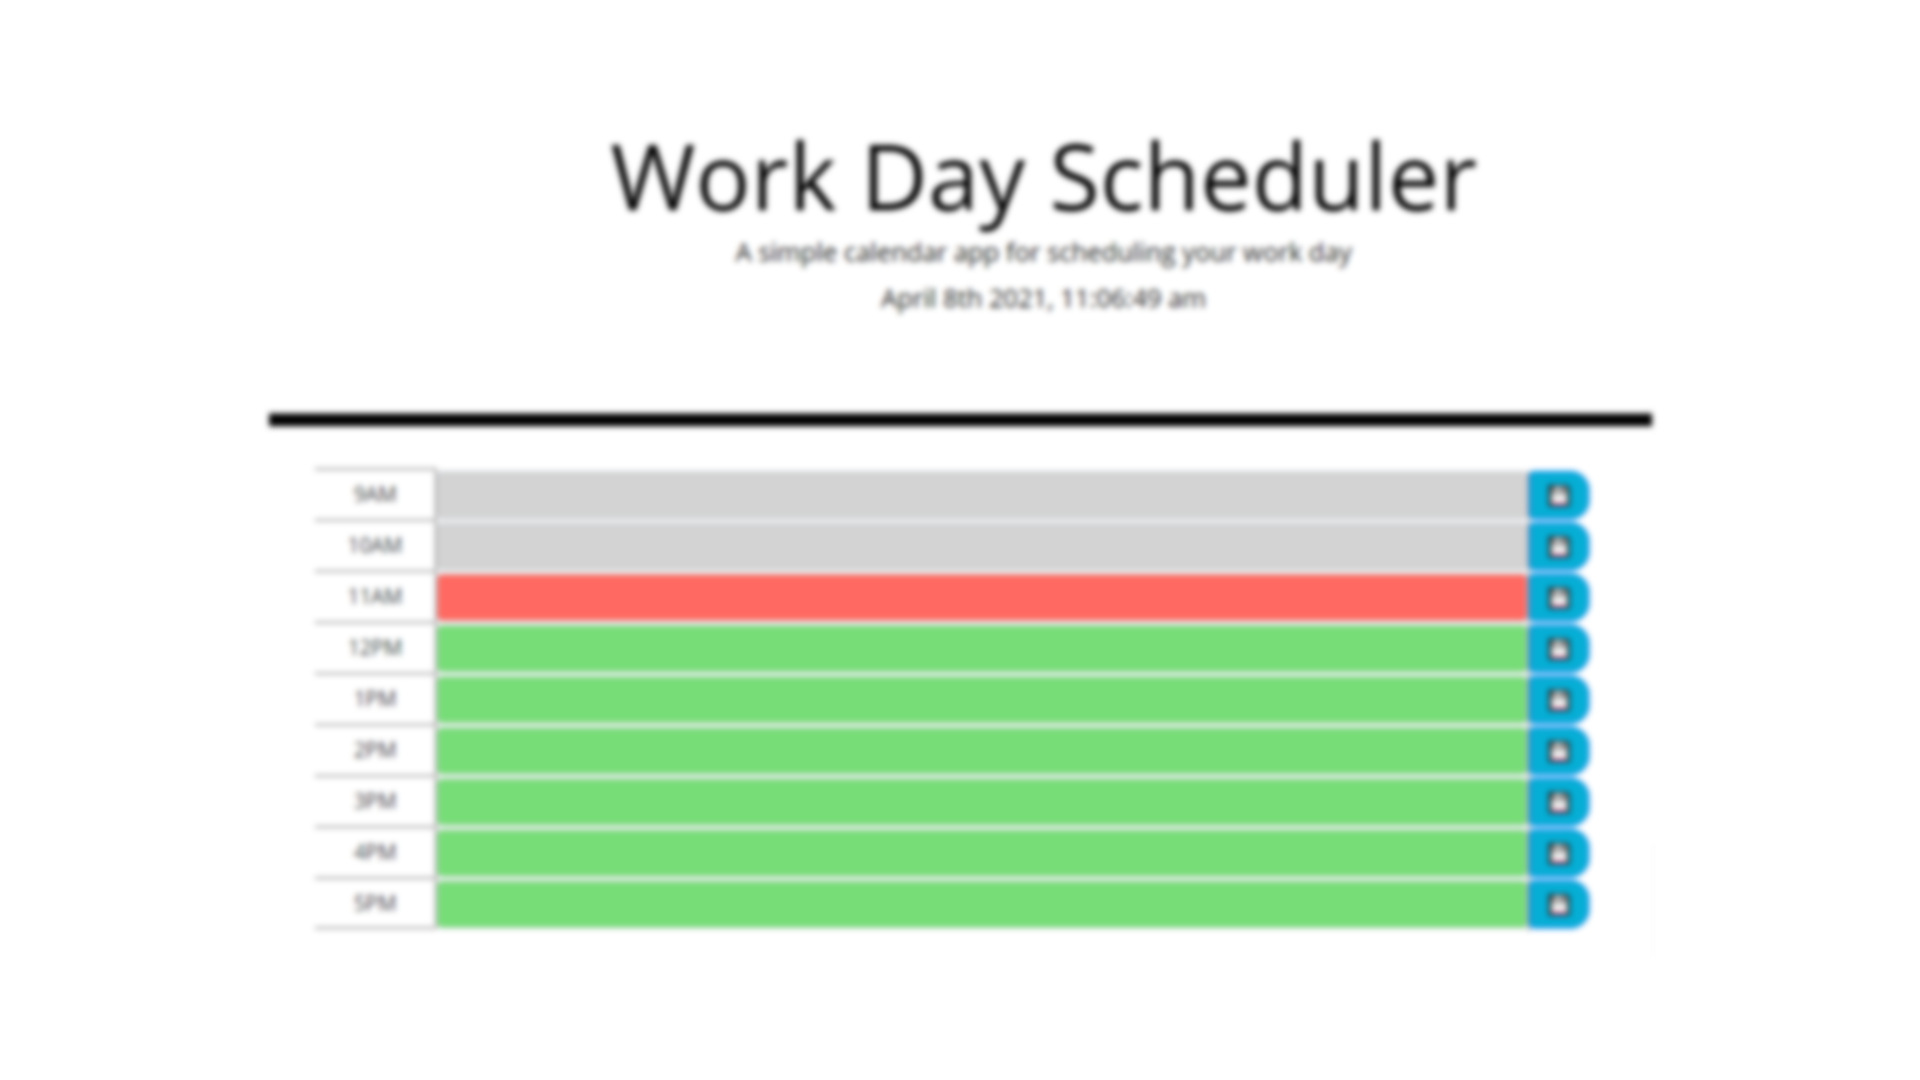 Work Day Scheduler
A simple calendar app for scheduling your work day
April 8th 2021, 11:06:49 am
9AM
10AM
11AM
12PM
1PM
2PM
3PM
4PM
5PM